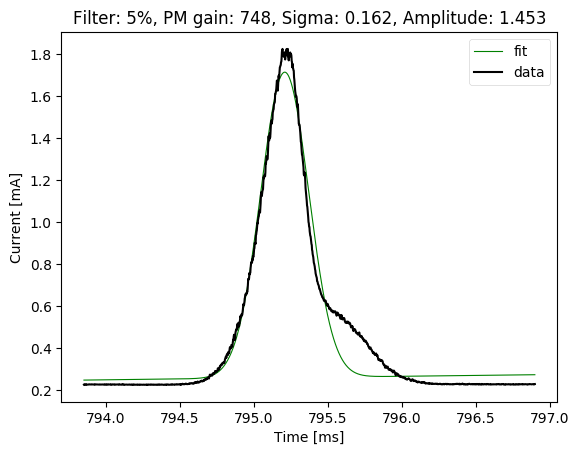 Filter: 5%, PM gain: 748, Sigma: 0.162, Amplitude: 1.453
fit
data
Current [mA]
1.8
1.6
1.4
1.2
1.0
0.8
0.6
0.4
0.2
794.0 794.5 795.0 795.5 796.0 796.5 797.0
Time [ms]